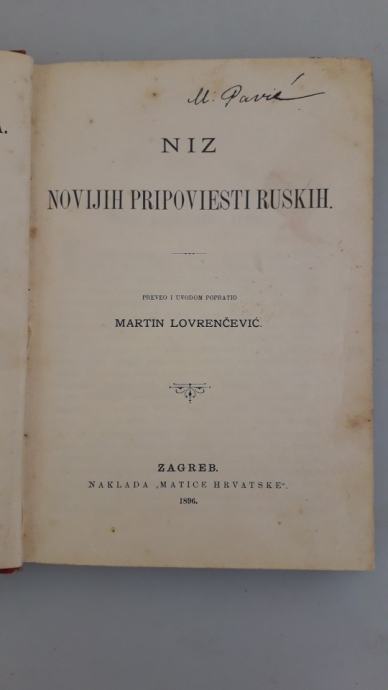 M. Pavić
A.
NIZ
NOVIJIH PRIPOVIESTI RUSKIH.
PREVEO I UVODOM POPRATIO
MARTIN LOVRENČEVIĆ.
ZAGREB.
NAKLADA „MATICE HRVATSKE“.
1896.